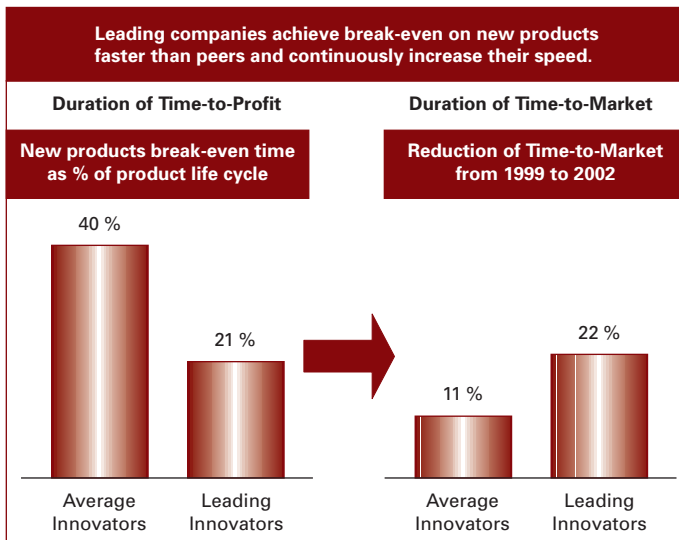 Leading companies achieve break-even on new products
faster than peers and continuously increase their speed.
Duration of Time-to-Profit
New products break-even time
as % of product life cycle
40 %
21 %
Average
Innovators
Leading
Innovators
Duration of Time-to-Market
Reduction of Time-to-Market
from 1999 to 2002
11 %
22 %
Average
Innovators
Leading
Innovators